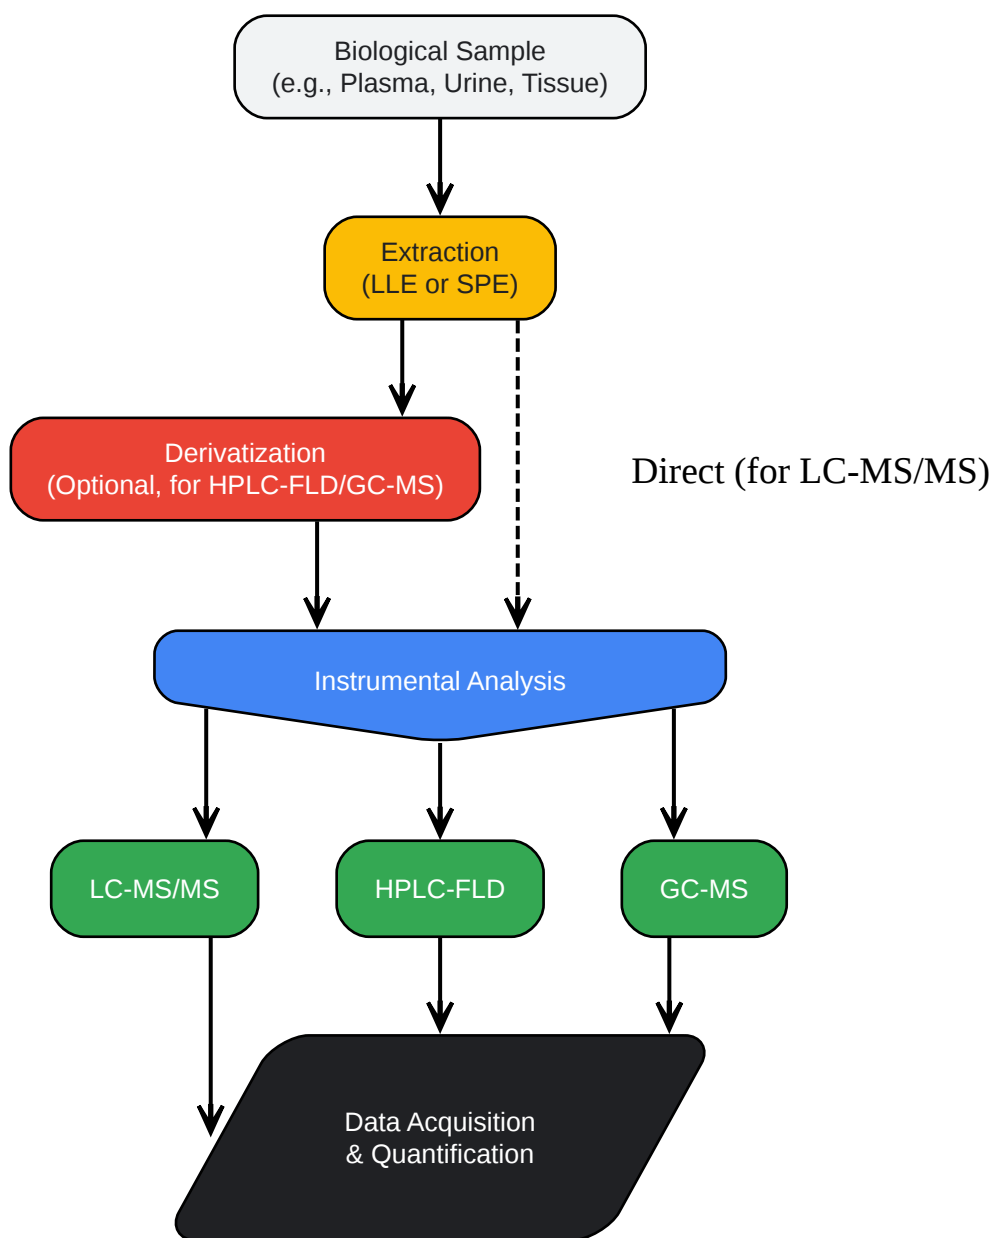 Biological Sample
(e.g., Plasma, Urine, Tissue)
Extraction
(LLE or SPE)
Derivatization
(Optional, for HPLC-FLD/GC-MS)
Direct (for LC-MS/MS)
Instrumental Analysis
LC-MS/MS
HPLC-FLD
GC-MS
Data Acquisition
& Quantification